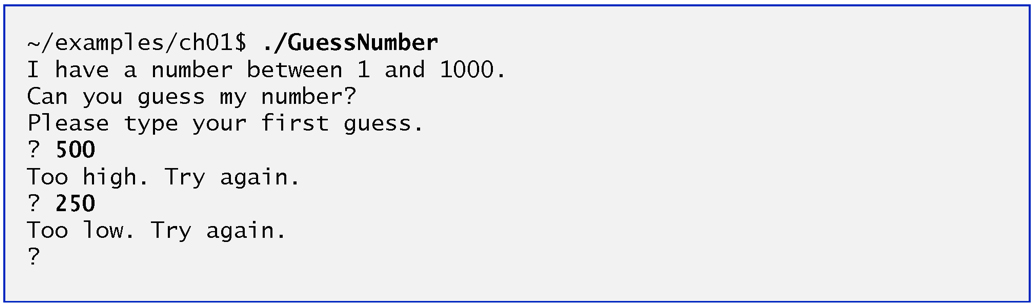 ~/examples/ch01$ ./GuessNumber
I have a number between 1 and 1000.
Can you guess my number?
Please type your first guess.
? 500
Too high. Try again.
? 250
Too low. Try again.
?